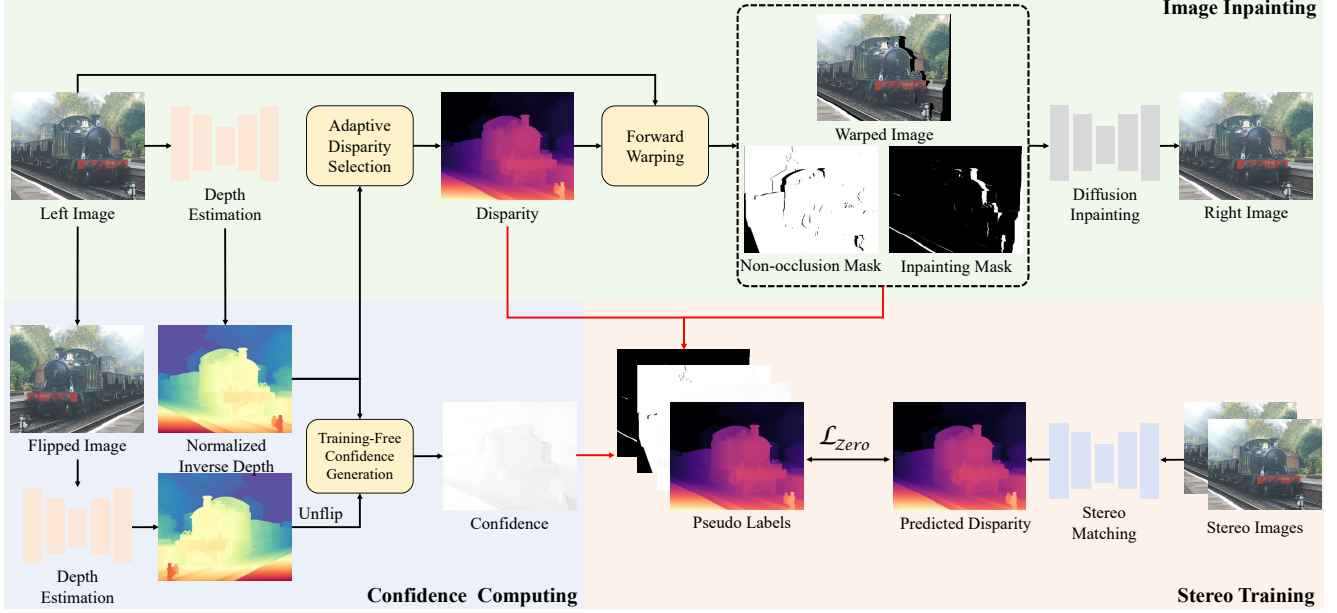 Image Inpainting
Left Image
Depth
Estimation
Adaptive
Disparity
Selection
Disparity
Forward
Warping
Warped Image
Non-occlusion Mask
Inpainting Mask
Diffusion
Inpainting
Right Image
Flipped Image
Normalized
Inverse Depth
Training-Free
Confidence
Generation
Unflip
Confidence
Depth
Estimation
Confidence Computing
Pseudo Labels
ℒZero
Predicted Disparity
Stereo
Matching
Stereo Images
Stereo Training